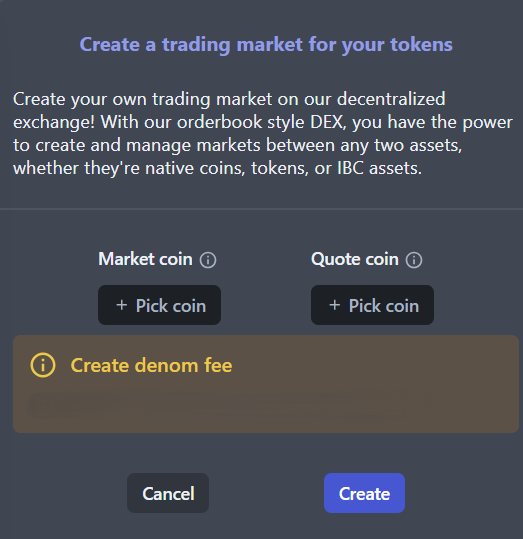 Create a trading market for your tokens
Create your own trading market on our decentralized
exchange! With our orderbook style DEX, you have the power
to create and manage markets between any two assets,
whether they're native coins, tokens, or IBC assets.
Market coin
Quote coin
+ Pick coin
+ Pick coin
Create denom fee
Cancel
Create